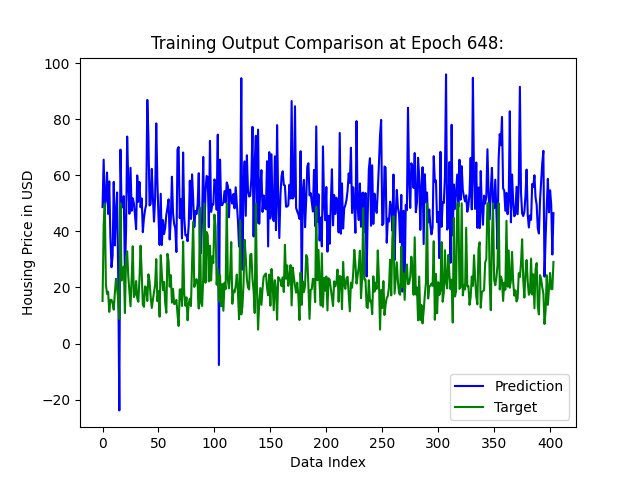 Training Output Comparison at Epoch 648:
Housing Price in USD
100
80
60
40
20
0
−20
0 50 100 150 200 250 300 350 400
Data Index
Prediction
Target